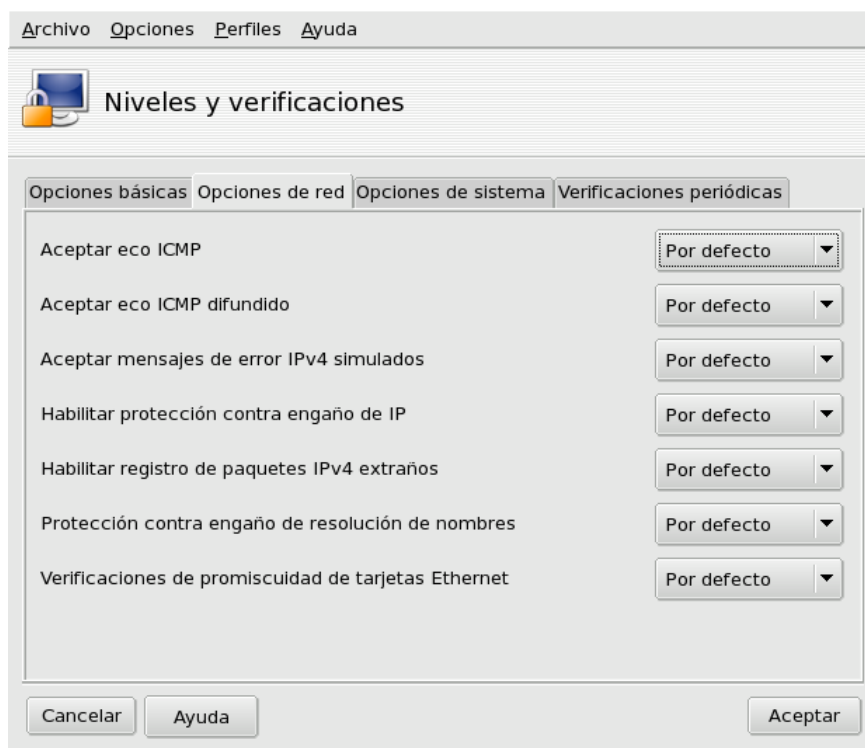 Archivo Opciones Perfiles Ayuda
Niveles y verificaciones
Opciones básicas Opciones de red Opciones de sistema Verificaciones periódicas
Aceptar eco ICMP Por defecto
Aceptar eco ICMP difundido Por defecto
Aceptar mensajes de error IPv4 simulados Por defecto
Habilitar protección contra engaño de IP Por defecto
Habilitar registro de paquetes IPv4 extraños Por defecto
Protección contra engaño de resolución de nombres Por defecto
Verificaciones de promiscuidad de tarjetas Ethernet Por defecto
Cancelar Ayuda Aceptar